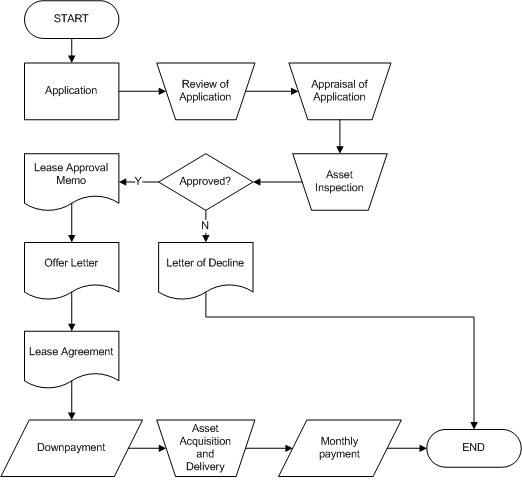 START
Application
Review of
Application
Appraisal of
Application
Lease Approval
Memo
Y
Approved?
Asset
Inspection
N
Offer Letter
Letter of Decline
Lease Agreement
Downpayment
Asset
Acquisition
and
Delivery
Monthly
payment
END